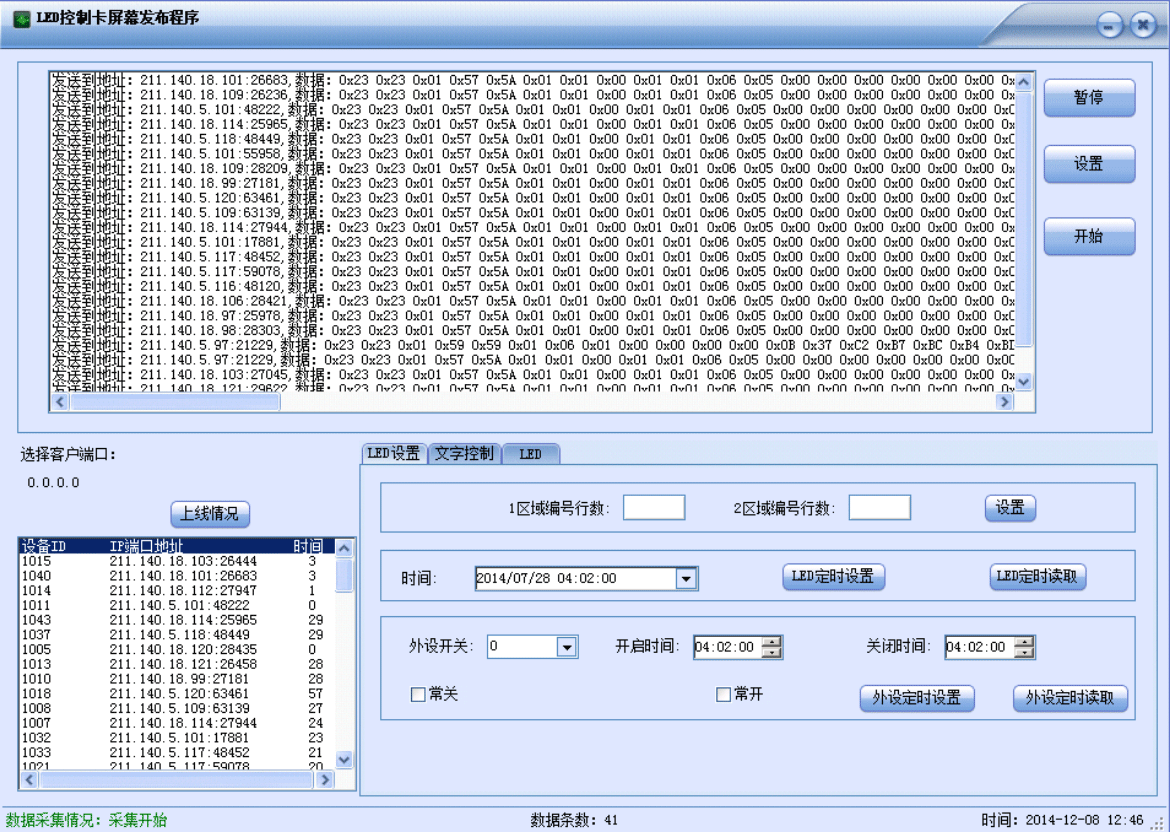 LED控制卡屏幕发布程序
发送到地址: 211.140.18.101:26683,数据: 0x23 0x23 0x01 0x57 0x5A 0x01 0x01 0x00 0x01 0x01 0x06 0x05 0x00 0x00 0x00 0x00 0x00 0x00 0x
发送到地址: 211.140.18.109:26236,数据: 0x23 0x23 0x01 0x57 0x5A 0x01 0x01 0x00 0x01 0x01 0x06 0x05 0x00 0x00 0x00 0x00 0x00 0x00 0x
发送到地址: 211.140.5.101:48222,数据: 0x23 0x23 0x01 0x57 0x5A 0x01 0x01 0x00 0x01 0x01 0x06 0x05 0x00 0x00 0x00 0x00 0x00 0x00 0x0
发送到地址: 211.140.18.114:25965,数据: 0x23 0x23 0x01 0x57 0x5A 0x01 0x01 0x00 0x01 0x01 0x06 0x05 0x00 0x00 0x00 0x00 0x00 0x00 0x
发送到地址: 211.140.5.118:48449,数据: 0x23 0x23 0x01 0x57 0x5A 0x01 0x01 0x00 0x01 0x01 0x06 0x05 0x00 0x00 0x00 0x00 0x00 0x00 0x0
发送到地址: 211.140.5.101:55958,数据: 0x23 0x23 0x01 0x57 0x5A 0x01 0x01 0x00 0x01 0x01 0x06 0x05 0x00 0x00 0x00 0x00 0x00 0x00 0x0
发送到地址: 211.140.18.109:28209,数据: 0x23 0x23 0x01 0x57 0x5A 0x01 0x01 0x00 0x01 0x01 0x06 0x05 0x00 0x00 0x00 0x00 0x00 0x00 0x
发送到地址: 211.140.18.99:27181,数据: 0x23 0x23 0x01 0x57 0x5A 0x01 0x01 0x00 0x01 0x01 0x06 0x05 0x00 0x00 0x00 0x00 0x00 0x00 0x0
发送到地址: 211.140.5.120:63461,数据: 0x23 0x23 0x01 0x57 0x5A 0x01 0x01 0x00 0x01 0x01 0x06 0x05 0x00 0x00 0x00 0x00 0x00 0x00 0x0
发送到地址: 211.140.5.109:63139,数据: 0x23 0x23 0x01 0x57 0x5A 0x01 0x01 0x00 0x01 0x01 0x06 0x05 0x00 0x00 0x00 0x00 0x00 0x00 0x0
发送到地址: 211.140.18.114:27944,数据: 0x23 0x23 0x01 0x57 0x5A 0x01 0x01 0x00 0x01 0x01 0x06 0x05 0x00 0x00 0x00 0x00 0x00 0x00 0x
发送到地址: 211.140.5.101:17881,数据: 0x23 0x23 0x01 0x57 0x5A 0x01 0x01 0x00 0x01 0x01 0x06 0x05 0x00 0x00 0x00 0x00 0x00 0x00 0x0
发送到地址: 211.140.5.117:48452,数据: 0x23 0x23 0x01 0x57 0x5A 0x01 0x01 0x00 0x01 0x01 0x06 0x05 0x00 0x00 0x00 0x00 0x00 0x00 0x0
发送到地址: 211.140.5.117:59078,数据: 0x23 0x23 0x01 0x57 0x5A 0x01 0x01 0x00 0x01 0x01 0x06 0x05 0x00 0x00 0x00 0x00 0x00 0x00 0x0
发送到地址: 211.140.5.116:48120,数据: 0x23 0x23 0x01 0x57 0x5A 0x01 0x01 0x00 0x01 0x01 0x06 0x05 0x00 0x00 0x00 0x00 0x00 0x00 0x0
发送到地址: 211.140.18.106:28421,数据: 0x23 0x23 0x01 0x57 0x5A 0x01 0x01 0x00 0x01 0x01 0x06 0x05 0x00 0x00 0x00 0x00 0x00 0x00 0x
发送到地址: 211.140.18.97:25978,数据: 0x23 0x23 0x01 0x57 0x5A 0x01 0x01 0x00 0x01 0x01 0x06 0x05 0x00 0x00 0x00 0x00 0x00 0x00 0x0
发送到地址: 211.140.18.98:28303,数据: 0x23 0x23 0x01 0x57 0x5A 0x01 0x01 0x00 0x01 0x01 0x06 0x05 0x00 0x00 0x00 0x00 0x00 0x00 0x0
发送到地址: 211.140.5.97:21229,数据: 0x23 0x23 0x01 0x59 0x59 0x01 0x06 0x01 0x00 0x00 0x00 0x00 0x0B 0x37 0xC2 0xB7 0xBC 0xB4 0xBI
发送到地址: 211.140.5.97:21229,数据: 0x23 0x23 0x01 0x57 0x5A 0x01 0x01 0x00 0x01 0x01 0x06 0x05 0x00 0x00 0x00 0x00 0x00 0x00 0x00
发送到地址: 211.140.18.103:27045,数据: 0x23 0x23 0x01 0x57 0x5A 0x01 0x01 0x00 0x01 0x01 0x06 0x05 0x00 0x00 0x00 0x00 0x00 0x00 0x
发送到地址: 211.140.18.121:29622,数据: 0x23 0x23 0x01 0x57 0x5A 0x01 0x01 0x00 0x01 0x01 0x06 0x05 0x00 0x00 0x00 0x00 0x00 0x00 0x
暂停
设置
开始
选择客户端口:
0.0.0.0
上线情况
设备ID IP端口地址 时间
1015 211.140.18.103:26444 3
1040 211.140.18.101:26683 3
1014 211.140.18.112:27947 1
1011 211.140.5.101:48222 0
1043 211.140.18.114:25965 29
1037 211.140.5.118:48449 29
1005 211.140.18.120:28435 0
1013 211.140.18.121:26458 28
1010 211.140.18.99:27181 28
1018 211.140.5.120:63461 57
1008 211.140.5.109:63139 27
1007 211.140.18.114:27944 24
1032 211.140.5.101:17881 23
1033 211.140.5.117:48452 21
1021 211.140.5.117:59078 20
LED设置 文字控制 LED
1区域编号行数: 2区域编号行数: 设置
时间: 2014/07/28 04:02:00 LED定时设置 LED定时读取
外设开关: 0 开启时间: 04:02:00 关闭时间: 04:02:00
常关 常开 外设定时设置 外设定时读取
数据采集情况: 采集开始 数据条数: 41 时间: 2014-12-08 12:46